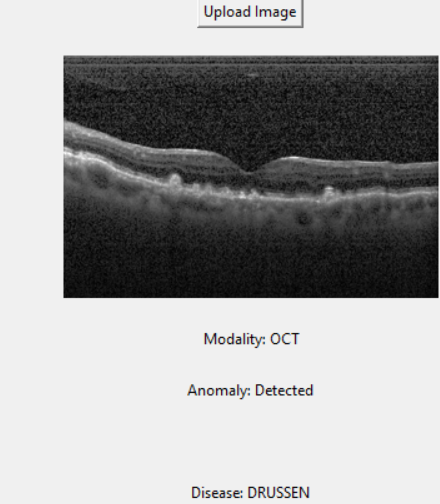 Upload Image
Modality: OCT
Anomaly: Detected
Disease: DRUSSEN